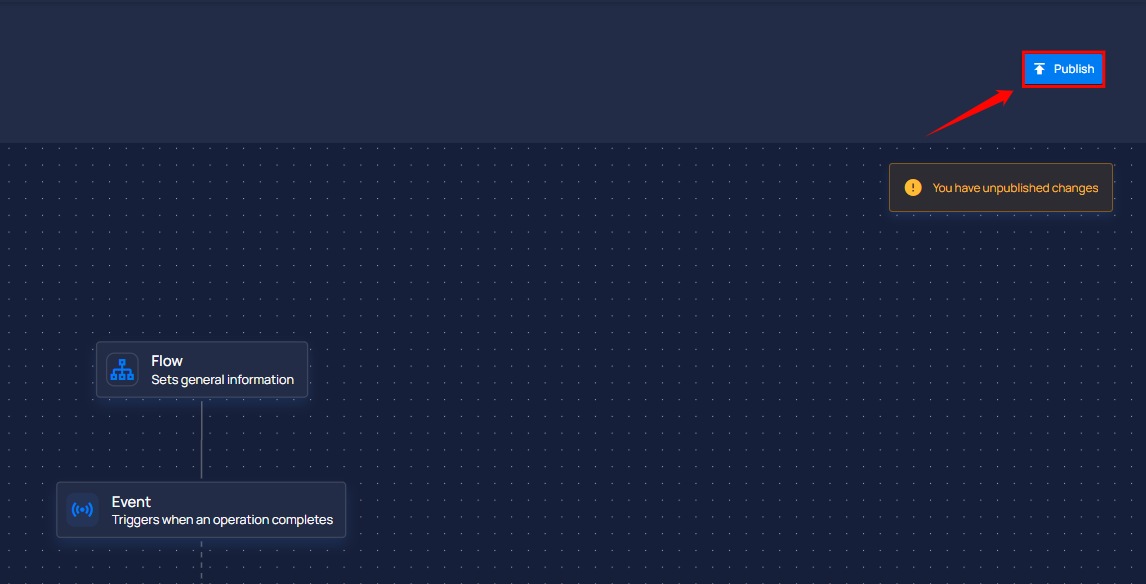 Publish
You have unpublished changes
Flow
Sets general information
Event
Triggers when an operation completes